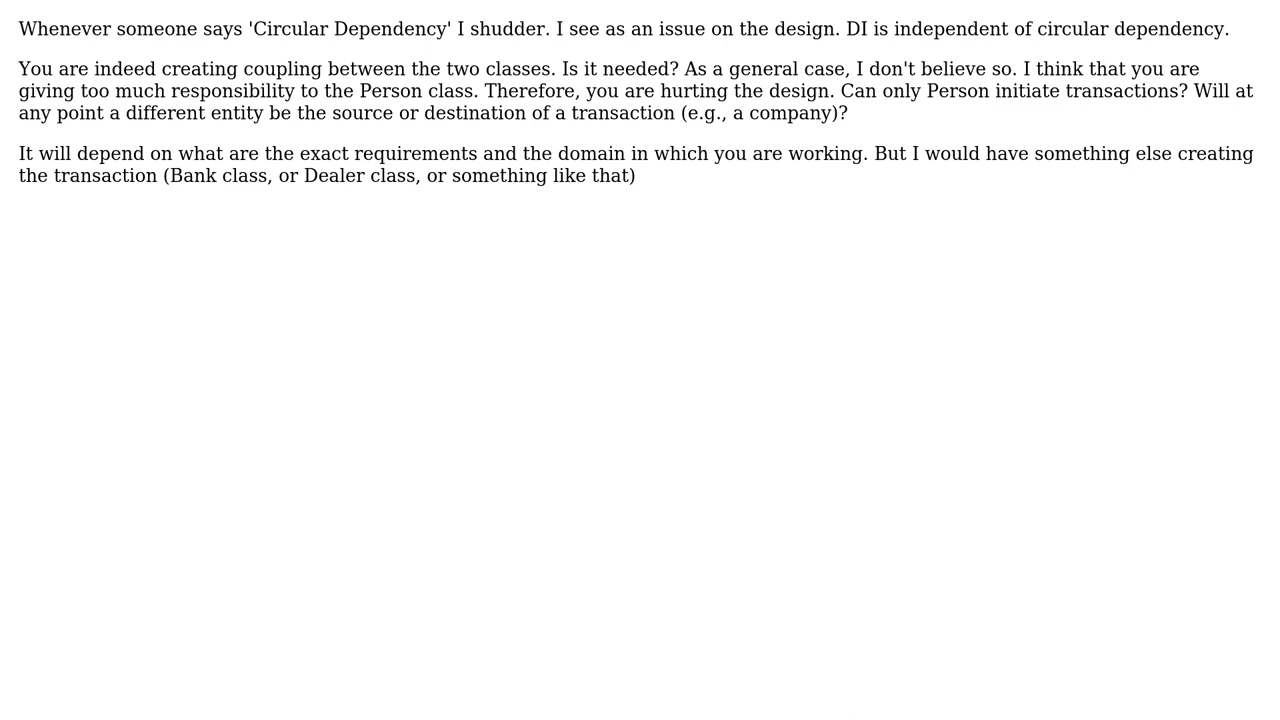 Whenever someone says 'Circular Dependency' I shudder. I see as an issue on the design. DI is independent of circular dependency.
You are indeed creating coupling between the two classes. Is it needed? As a general case, I don't believe so. I think that you are
giving too much responsibility to the Person class. Therefore, you are hurting the design. Can only Person initiate transactions? Will at
any point a different entity be the source or destination of a transaction (e.g., a company)?
It will depend on what are the exact requirements and the domain in which you are working. But I would have something else creating
the transaction (Bank class, or Dealer class, or something like that)